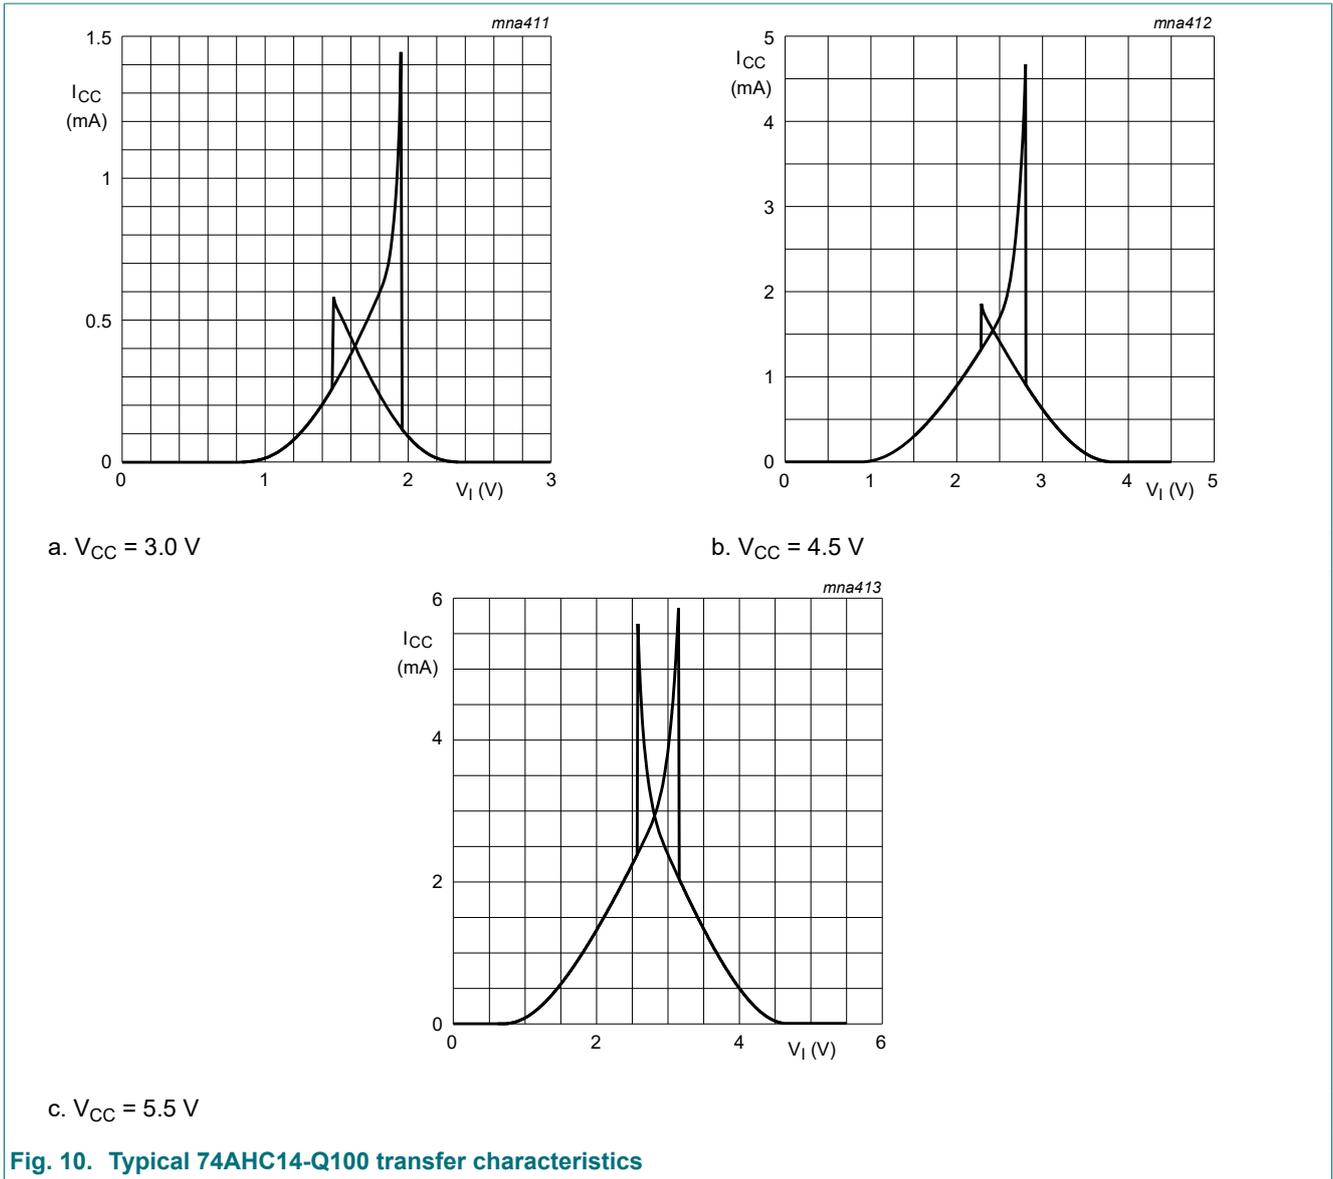 mna411
1.5
ICC
(mA)
1
0.5
0
0
1
2
3
VI (V)
a. VCC = 3.0 V
mna412
5
ICC
(mA)
4
3
2
1
0
0
1
2
3
4
5
VI (V)
b. VCC = 4.5 V
mna413
6
ICC
(mA)
4
2
0
0
2
4
6
VI (V)
c. VCC = 5.5 V
Fig. 10. Typical 74AHC14-Q100 transfer characteristics